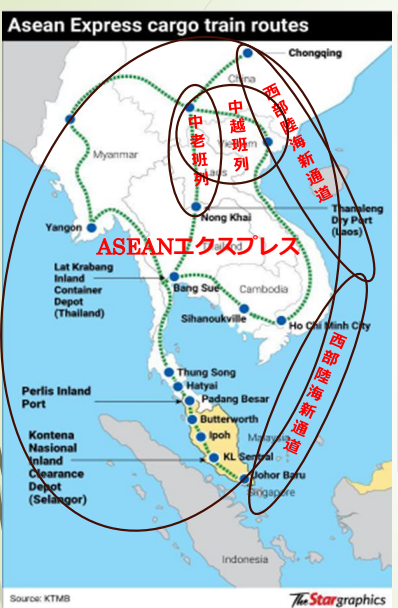 Asean Express cargo train routes
Chongqing
China
西部陸海新通道
中越班列
中老班列
Vietnam
Myanmar
Laos
Thanaleng
Dry Port
(Laos)
Nong Khai
Yangon
ASEANエクスプレス
Thailand
Lat Krabang
Inland
Container
Depot
(Thailand)
Bang Sue
Cambodia
Sihanoukville
Ho Chi Minh City
西部陸海新通道
Thung Song
Hatyai
Perlis Inland
Port
Padang Besar
Butterworth
Ipoh
Malaysia
Kontena
Nasional
Inland
Clearance
Depot
(Selangor)
KL Sentral
Johor Baru
Singapore
Indonesia
Source: KTMB
TheStargraphics